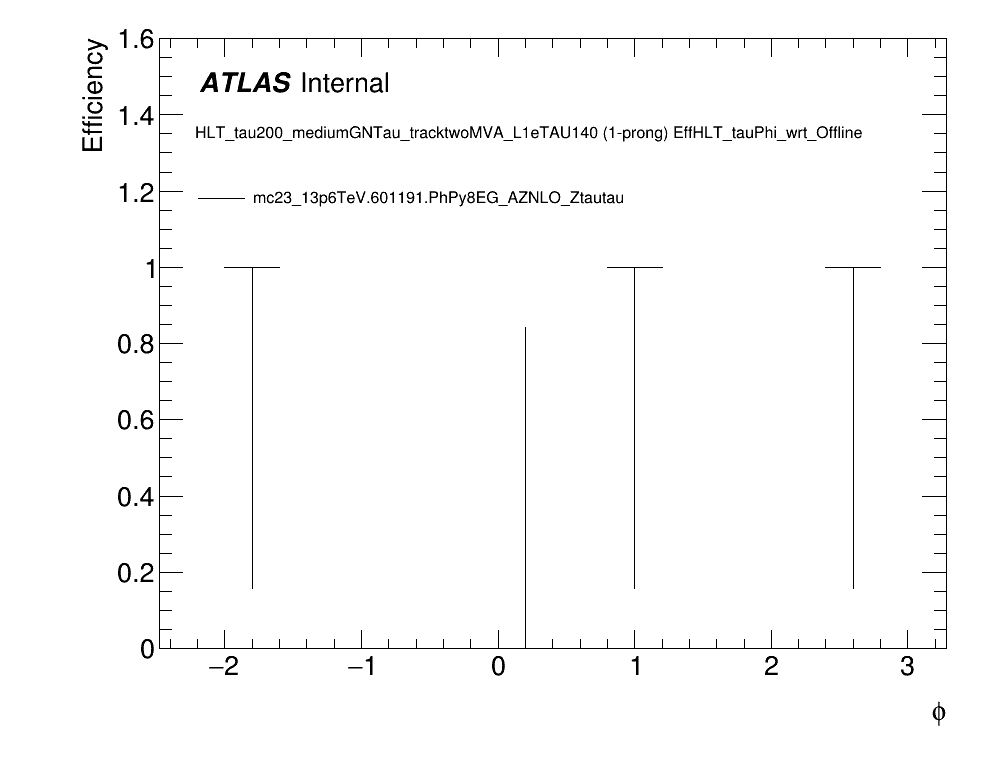 Efficiency
1.6
ATLAS Internal
1.4
HLT_tau200_mediumGNTau_tracktwoMVA_L1eTAU140 (1-prong) EffHLT_tauPhi_wrt_Offline
1.2
mc23_13p6TeV.601191.PhPy8EG_AZNLO_Ztautau
1
0.8
0.6
0.4
0.2
0
−2 −1 0 1 2 3
ϕ